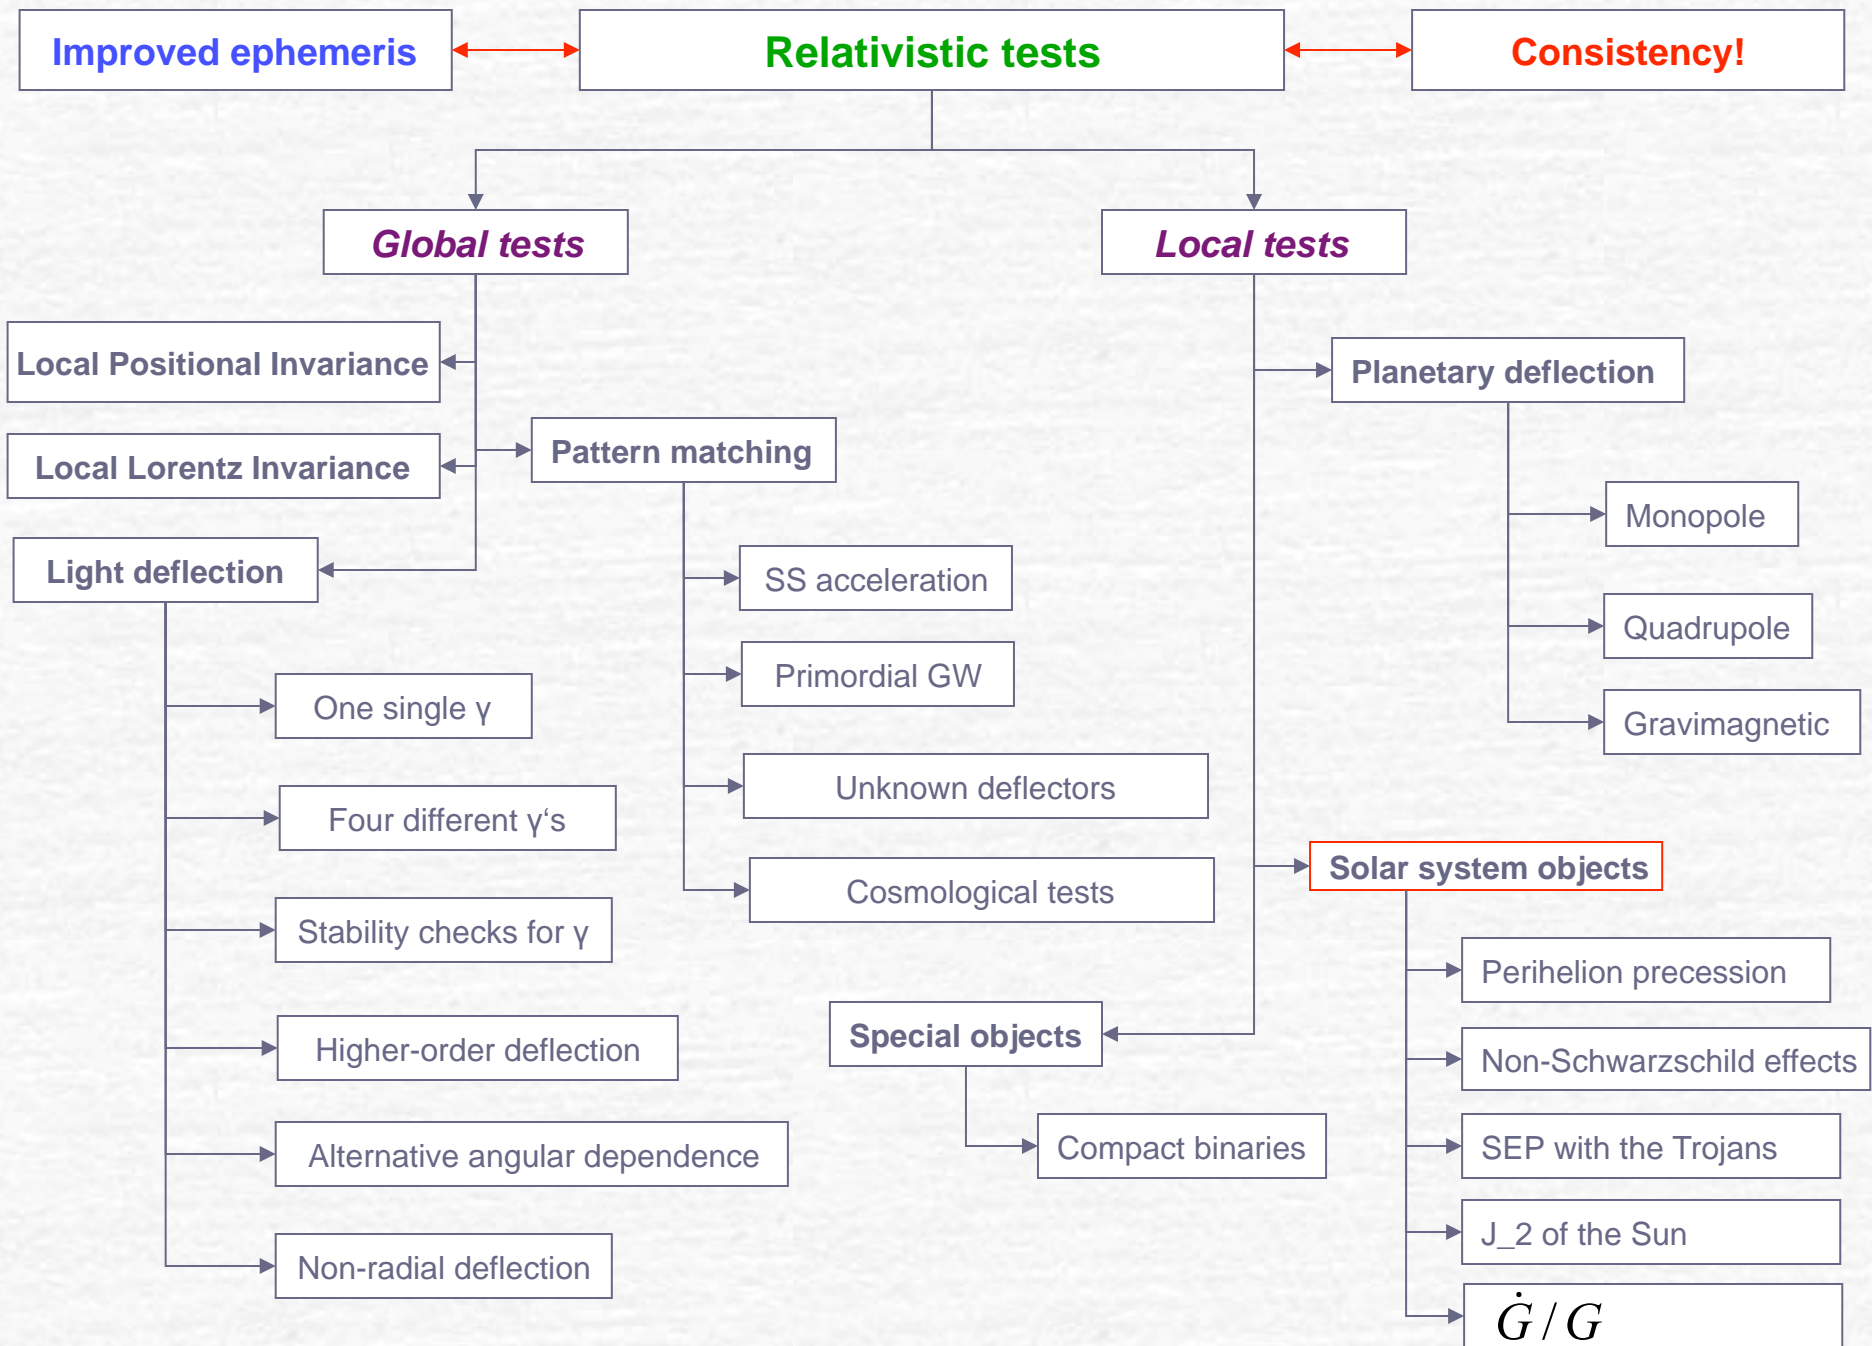 Improved ephemeris
Relativistic tests
Consistency!
Global tests
Local tests
Local Positional Invariance
Local Lorentz Invariance
Pattern matching
Light deflection
SS acceleration
Primordial GW
Unknown deflectors
Cosmological tests
One single γ
Four different γ‘s
Stability checks for γ
Higher-order deflection
Alternative angular dependence
Non-radial deflection
Planetary deflection
Monopole
Quadrupole
Gravimagnetic
Solar system objects
Perihelion precession
Non-Schwarzschild effects
SEP with the Trojans
J_2 of the Sun
Ġ / G
Special objects
Compact binaries